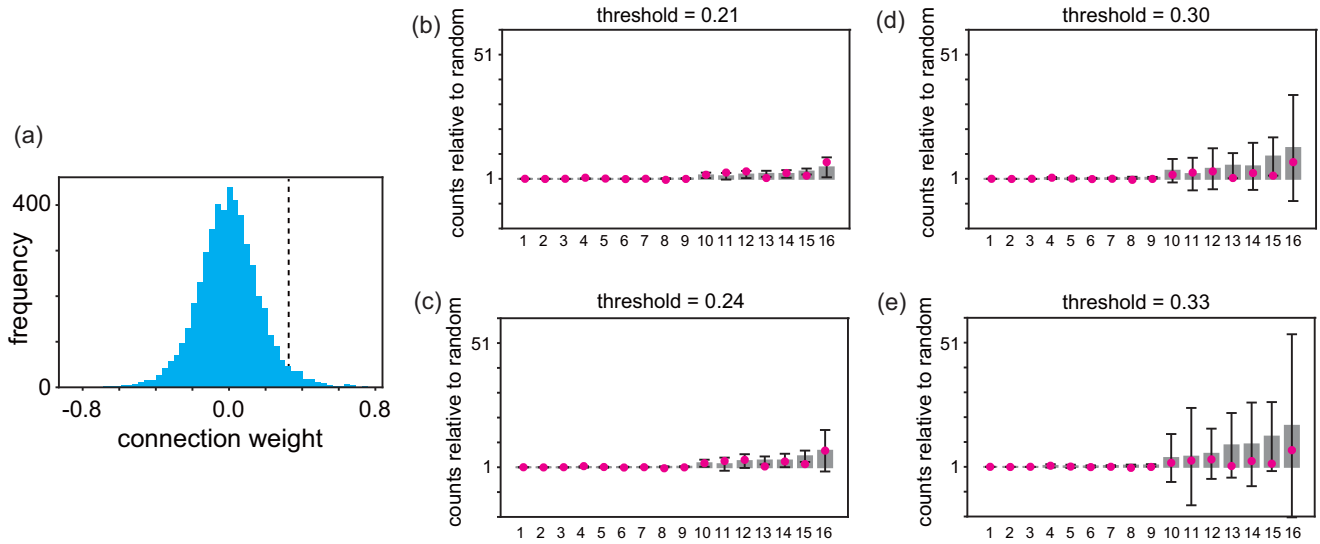 (a)
400
0
-0.8 0.0 0.8
frequency
connection weight
(b)
threshold = 0.21
counts relative to random
51
1
1 2 3 4 5 6 7 8 9 10 11 12 13 14 15 16
(c)
threshold = 0.24
counts relative to random
51
1
1 2 3 4 5 6 7 8 9 10 11 12 13 14 15 16
(d)
threshold = 0.30
counts relative to random
51
1
1 2 3 4 5 6 7 8 9 10 11 12 13 14 15 16
(e)
threshold = 0.33
counts relative to random
51
1
1 2 3 4 5 6 7 8 9 10 11 12 13 14 15 16